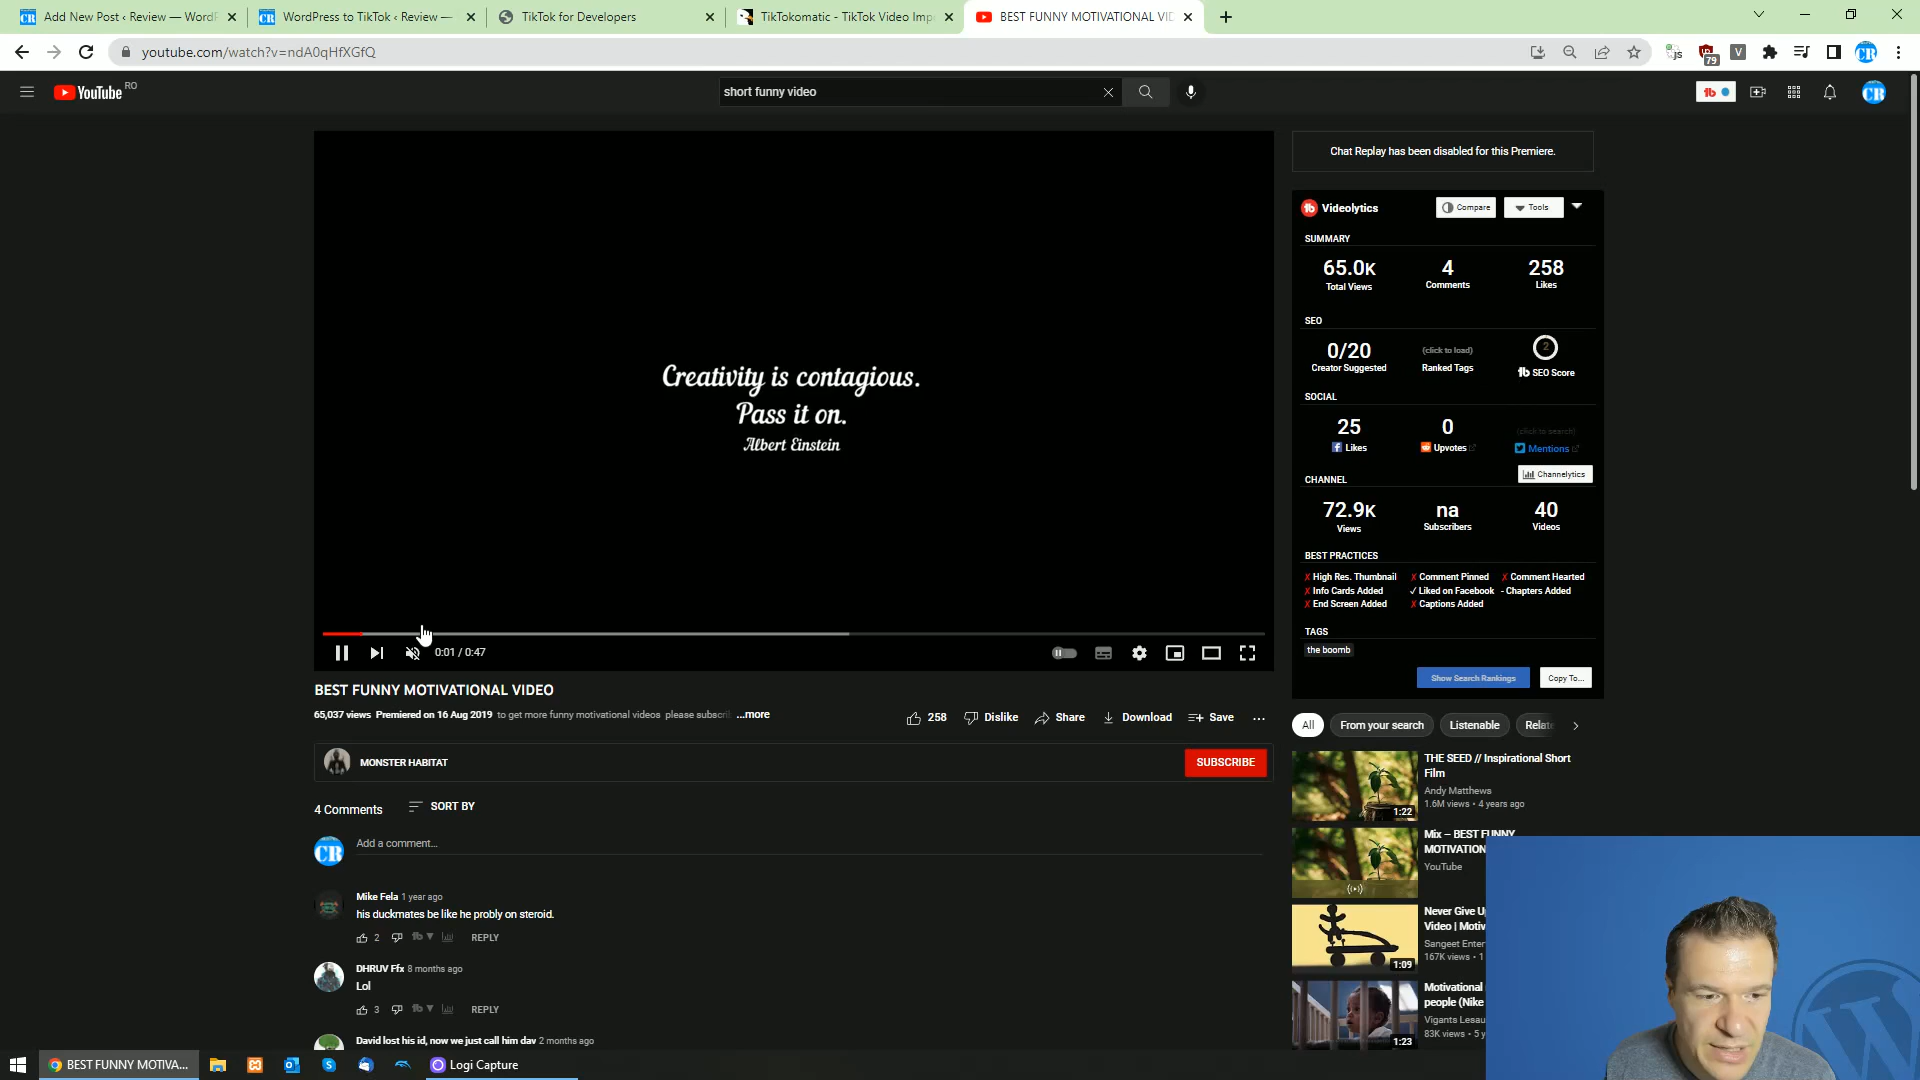 Add New Post ‹ Review — WordP
WordPress to TikTok ‹ Review —
TikTok for Developers
TikTokomatic - TikTok Video Imp
BEST FUNNY MOTIVATIONAL VID
youtube.com/watch?v=ndA0qHfXGfQ
79
CR
YouTube RO
short funny video
CR
Creativity is contagious.
Pass it on.
Albert Einstein
0:01 / 0:47
BEST FUNNY MOTIVATIONAL VIDEO
65,037 views Premiered on 16 Aug 2019 to get more funny motivational videos please subscri ...more
258
Dislike
Share
Download
Save
MONSTER HABITAT
SUBSCRIBE
4 Comments
SORT BY
CR
Add a comment...
Mike Fela 1 year ago
his duckmates be like he probly on steroid.
2
REPLY
DHRUV Ffx 8 months ago
Lol
3
REPLY
David lost his id, now we just call him dav 2 months ago
Chat Replay has been disabled for this Premiere.
Videolytics
Compare
Tools
SUMMARY
65.0K
Total Views
4
Comments
258
Likes
SEO
0/20
Creator Suggested
(click to load)
Ranked Tags
2
SEO Score
SOCIAL
25
Likes
0
Upvotes
(click to search)
Mentions
Channelytics
CHANNEL
72.9K
Views
na
Subscribers
40
Videos
BEST PRACTICES
✗ High Res. Thumbnail ✗ Comment Pinned ✗ Comment Hearted
✗ Info Cards Added ✓ Liked on Facebook - Chapters Added
✗ End Screen Added ✗ Captions Added
TAGS
the boomb
Show Search Rankings
Copy To...
All
From your search
Listenable
Relate
THE SEED // Inspirational Short
Film
Andy Matthews
1.6M views • 4 years ago
1:22
Mix – BEST FUNNY
MOTIVATION
YouTube
Never Give U
Video | Motiv
Sangeet Enter
167K views • 1
1:09
Motivational
people (Nike
Vigants Lesau
83K views • 5 y
1:23
BEST FUNNY MOTIVA...
Logi Capture